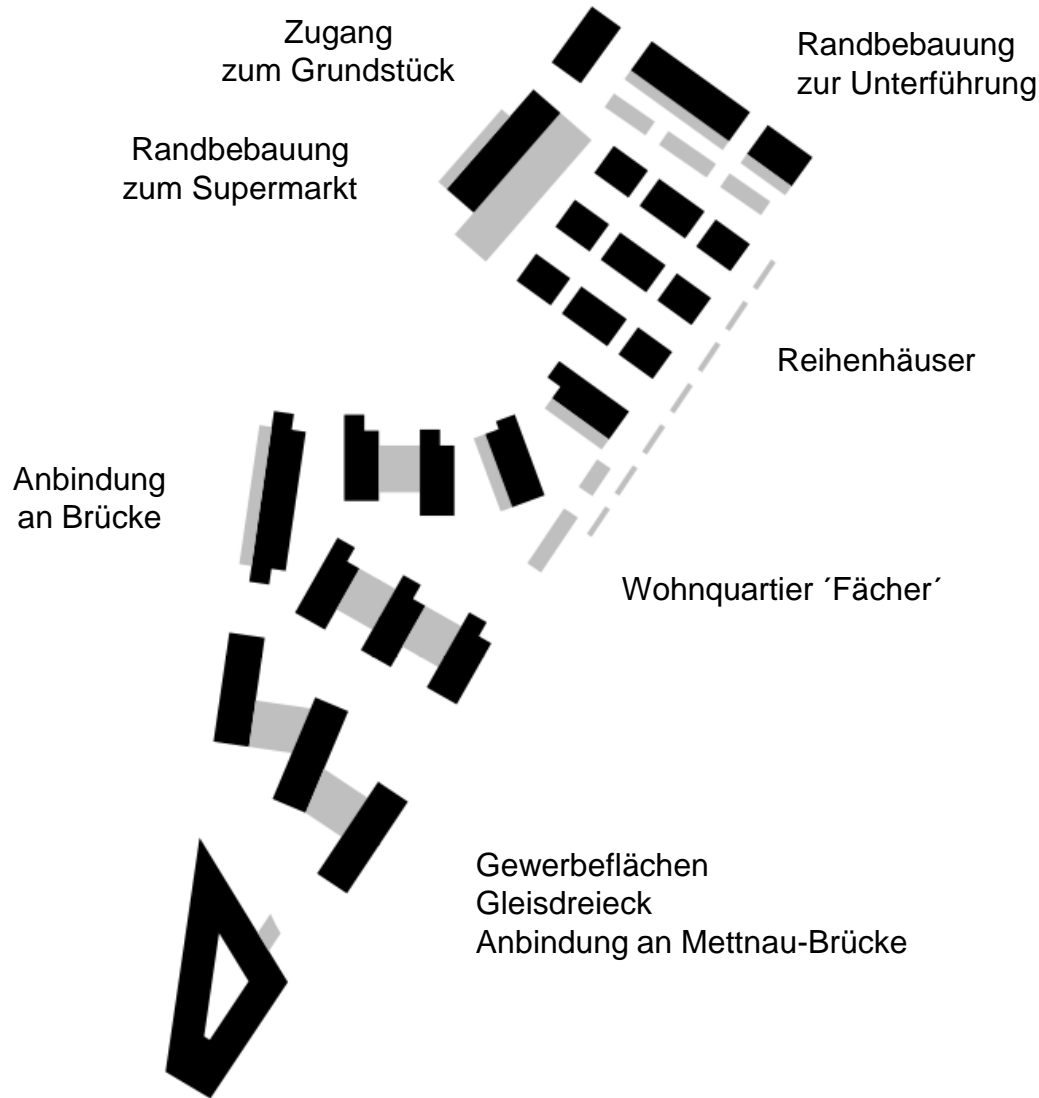 Zugang
zum Grundstück
Randbebauung
zur Unterführung
Randbebauung
zum Supermarkt
Reihenhäuser
Anbindung
an Brücke
Wohnquartier ´Fächer´
Gewerbeflächen
Gleisdreieck
Anbindung an Mettnau-Brücke